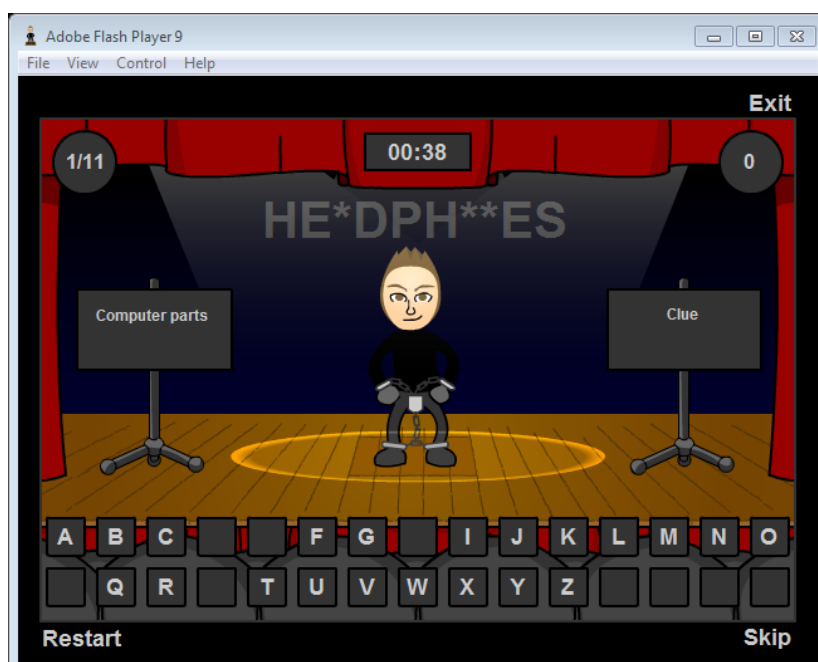 Adobe Flash Player 9
File View Control Help
Exit
1/11
00:38
0
HE*DPH**ES
Computer parts
Clue
A B C F G I J K L M N O
Q R T U V W X Y Z
Restart
Skip